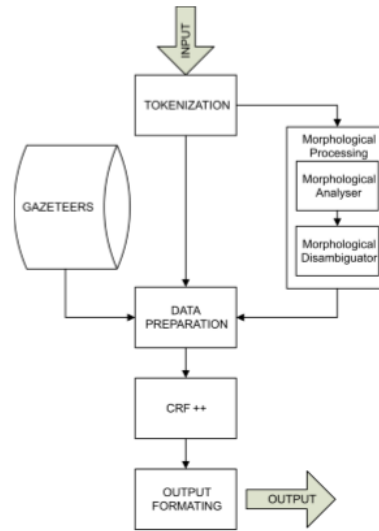 INPUT
TOKENIZATION
Morphological
Processing
Morphological
Analyser
GAZETEERS
Morphological
Disambiguator
DATA
PREPARATION
CRF ++
OUTPUT
FORMATING
OUTPUT